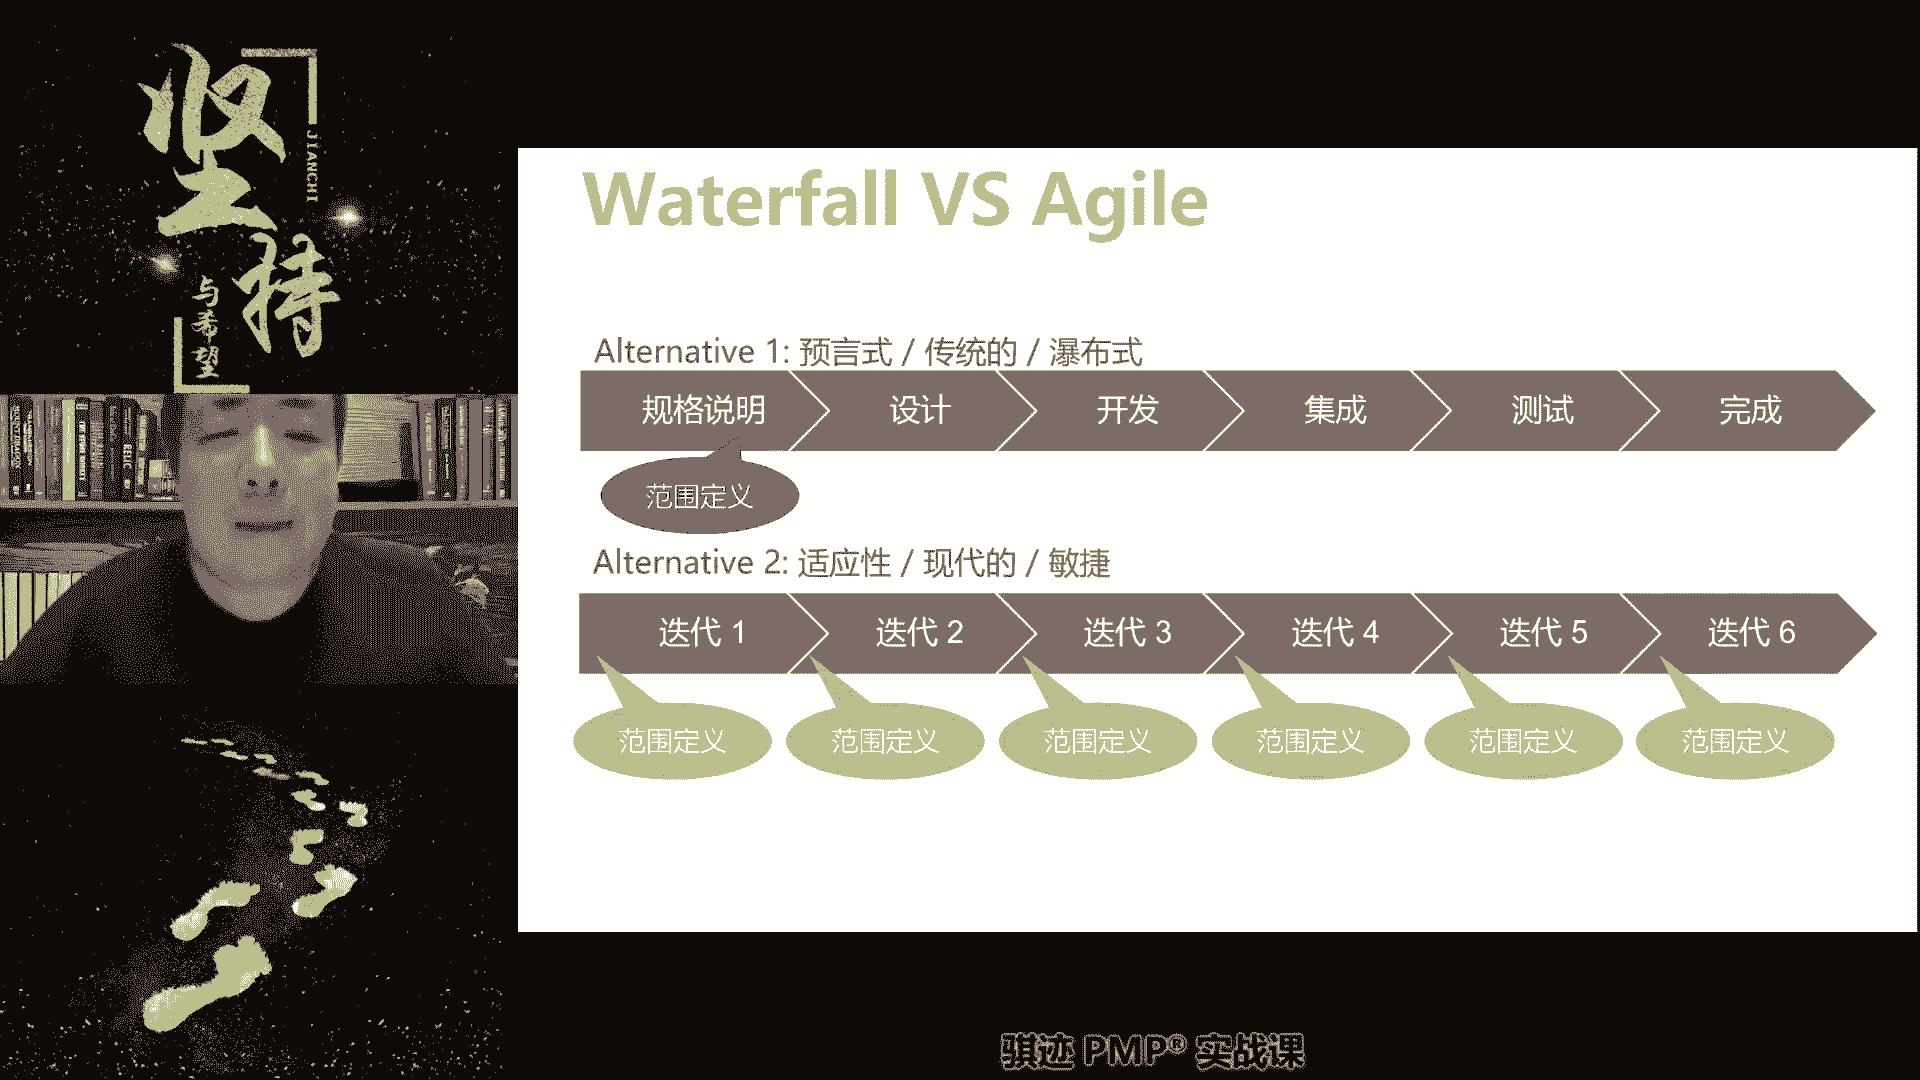 坚持
JIANCHI
与希望
Waterfall VS Agile
Alternative 1: 预言式 / 传统的 / 瀑布式
规格说明 设计 开发 集成 测试 完成
范围定义
Alternative 2: 适应性 / 现代的 / 敏捷
迭代 1 迭代 2 迭代 3 迭代 4 迭代 5 迭代 6
范围定义 范围定义 范围定义 范围定义 范围定义 范围定义
骐迹 PMP® 实战课